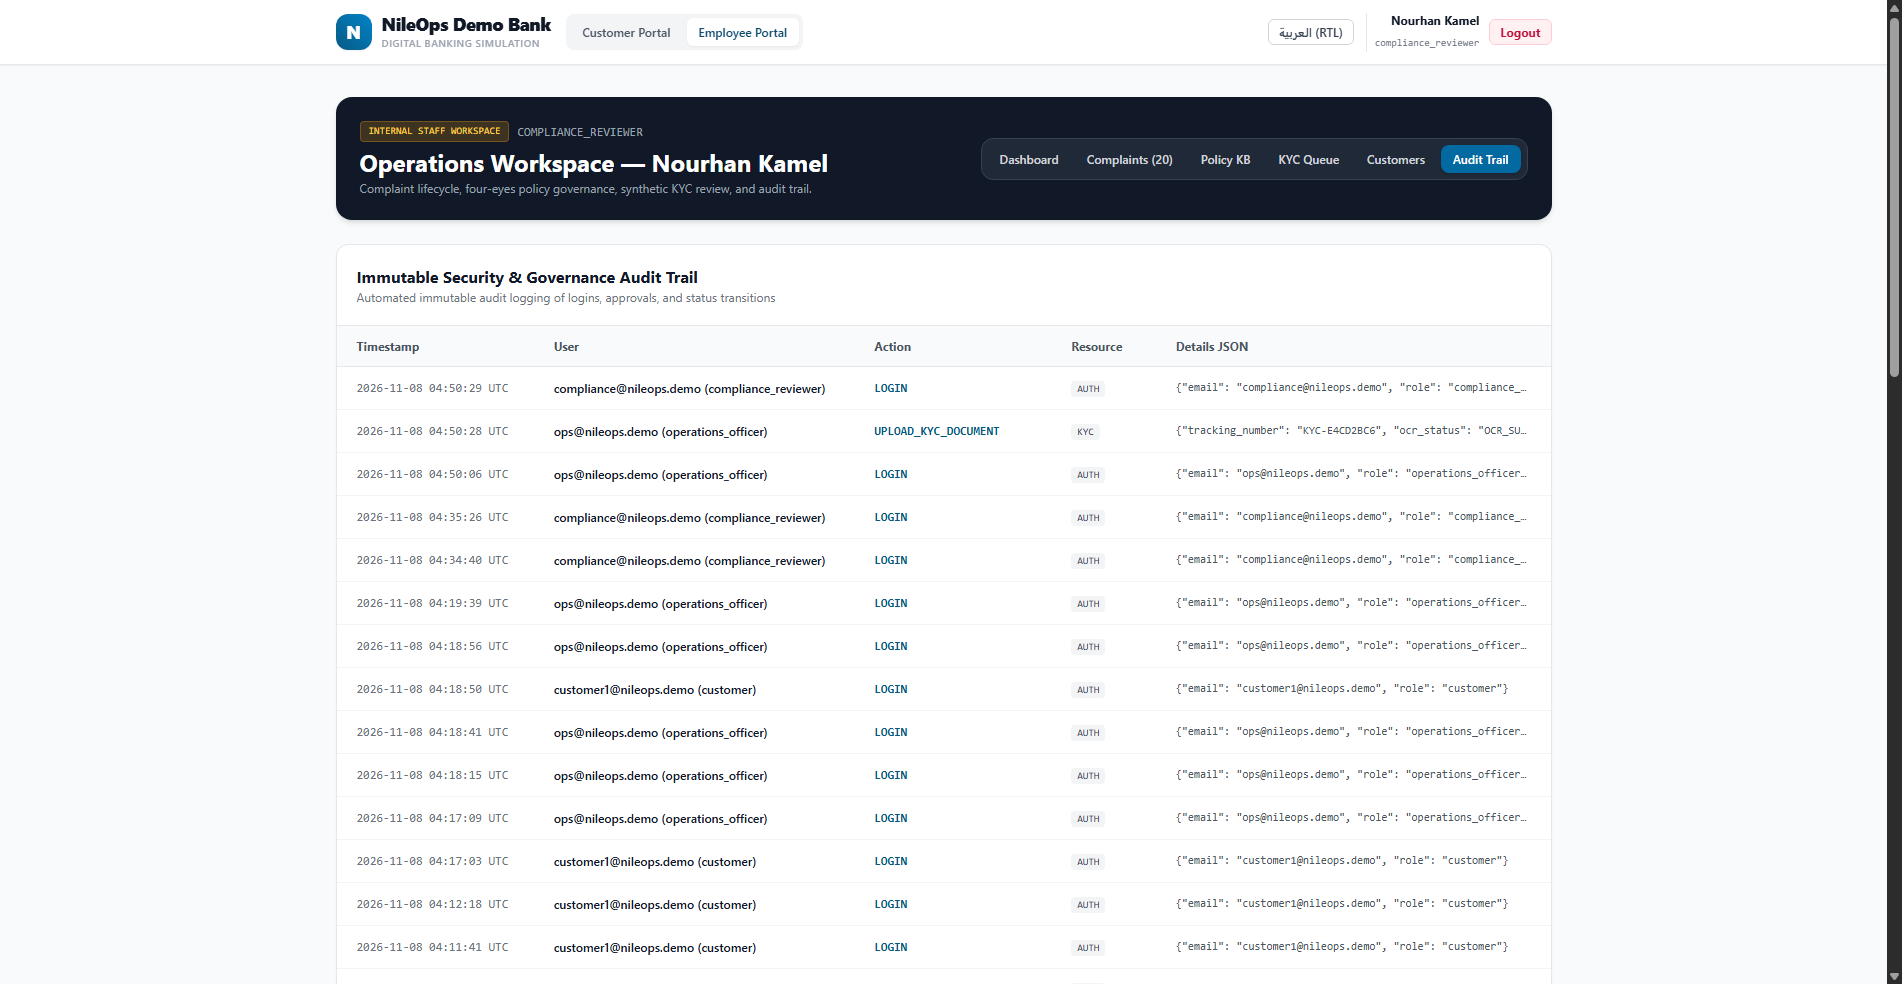 N
NileOps Demo Bank
DIGITAL BANKING SIMULATION
Customer Portal
Employee Portal
العربية (RTL)
Nourhan Kamel
compliance_reviewer
Logout
INTERNAL STAFF WORKSPACE COMPLIANCE_REVIEWER
Operations Workspace — Nourhan Kamel
Complaint lifecycle, four-eyes policy governance, synthetic KYC review, and audit trail.
Dashboard Complaints (20) Policy KB KYC Queue Customers Audit Trail
Immutable Security & Governance Audit Trail
Automated immutable audit logging of logins, approvals, and status transitions
Timestamp User Action Resource Details JSON
2026-11-08 04:50:29 UTC compliance@nileops.demo (compliance_reviewer) LOGIN AUTH {"email": "compliance@nileops.demo", "role": "compliance_…
2026-11-08 04:50:28 UTC ops@nileops.demo (operations_officer) UPLOAD_KYC_DOCUMENT KYC {"tracking_number": "KYC-E4CD2BC6", "ocr_status": "OCR_SU…
2026-11-08 04:50:06 UTC ops@nileops.demo (operations_officer) LOGIN AUTH {"email": "ops@nileops.demo", "role": "operations_officer…
2026-11-08 04:35:26 UTC compliance@nileops.demo (compliance_reviewer) LOGIN AUTH {"email": "compliance@nileops.demo", "role": "compliance_…
2026-11-08 04:34:40 UTC compliance@nileops.demo (compliance_reviewer) LOGIN AUTH {"email": "compliance@nileops.demo", "role": "compliance_…
2026-11-08 04:19:39 UTC ops@nileops.demo (operations_officer) LOGIN AUTH {"email": "ops@nileops.demo", "role": "operations_officer…
2026-11-08 04:18:56 UTC ops@nileops.demo (operations_officer) LOGIN AUTH {"email": "ops@nileops.demo", "role": "operations_officer…
2026-11-08 04:18:50 UTC customer1@nileops.demo (customer) LOGIN AUTH {"email": "customer1@nileops.demo", "role": "customer"}
2026-11-08 04:18:41 UTC ops@nileops.demo (operations_officer) LOGIN AUTH {"email": "ops@nileops.demo", "role": "operations_officer…
2026-11-08 04:18:15 UTC ops@nileops.demo (operations_officer) LOGIN AUTH {"email": "ops@nileops.demo", "role": "operations_officer…
2026-11-08 04:17:09 UTC ops@nileops.demo (operations_officer) LOGIN AUTH {"email": "ops@nileops.demo", "role": "operations_officer…
2026-11-08 04:17:03 UTC customer1@nileops.demo (customer) LOGIN AUTH {"email": "customer1@nileops.demo", "role": "customer"}
2026-11-08 04:12:18 UTC customer1@nileops.demo (customer) LOGIN AUTH {"email": "customer1@nileops.demo", "role": "customer"}
2026-11-08 04:11:41 UTC customer1@nileops.demo (customer) LOGIN AUTH {"email": "customer1@nileops.demo", "role": "customer"}